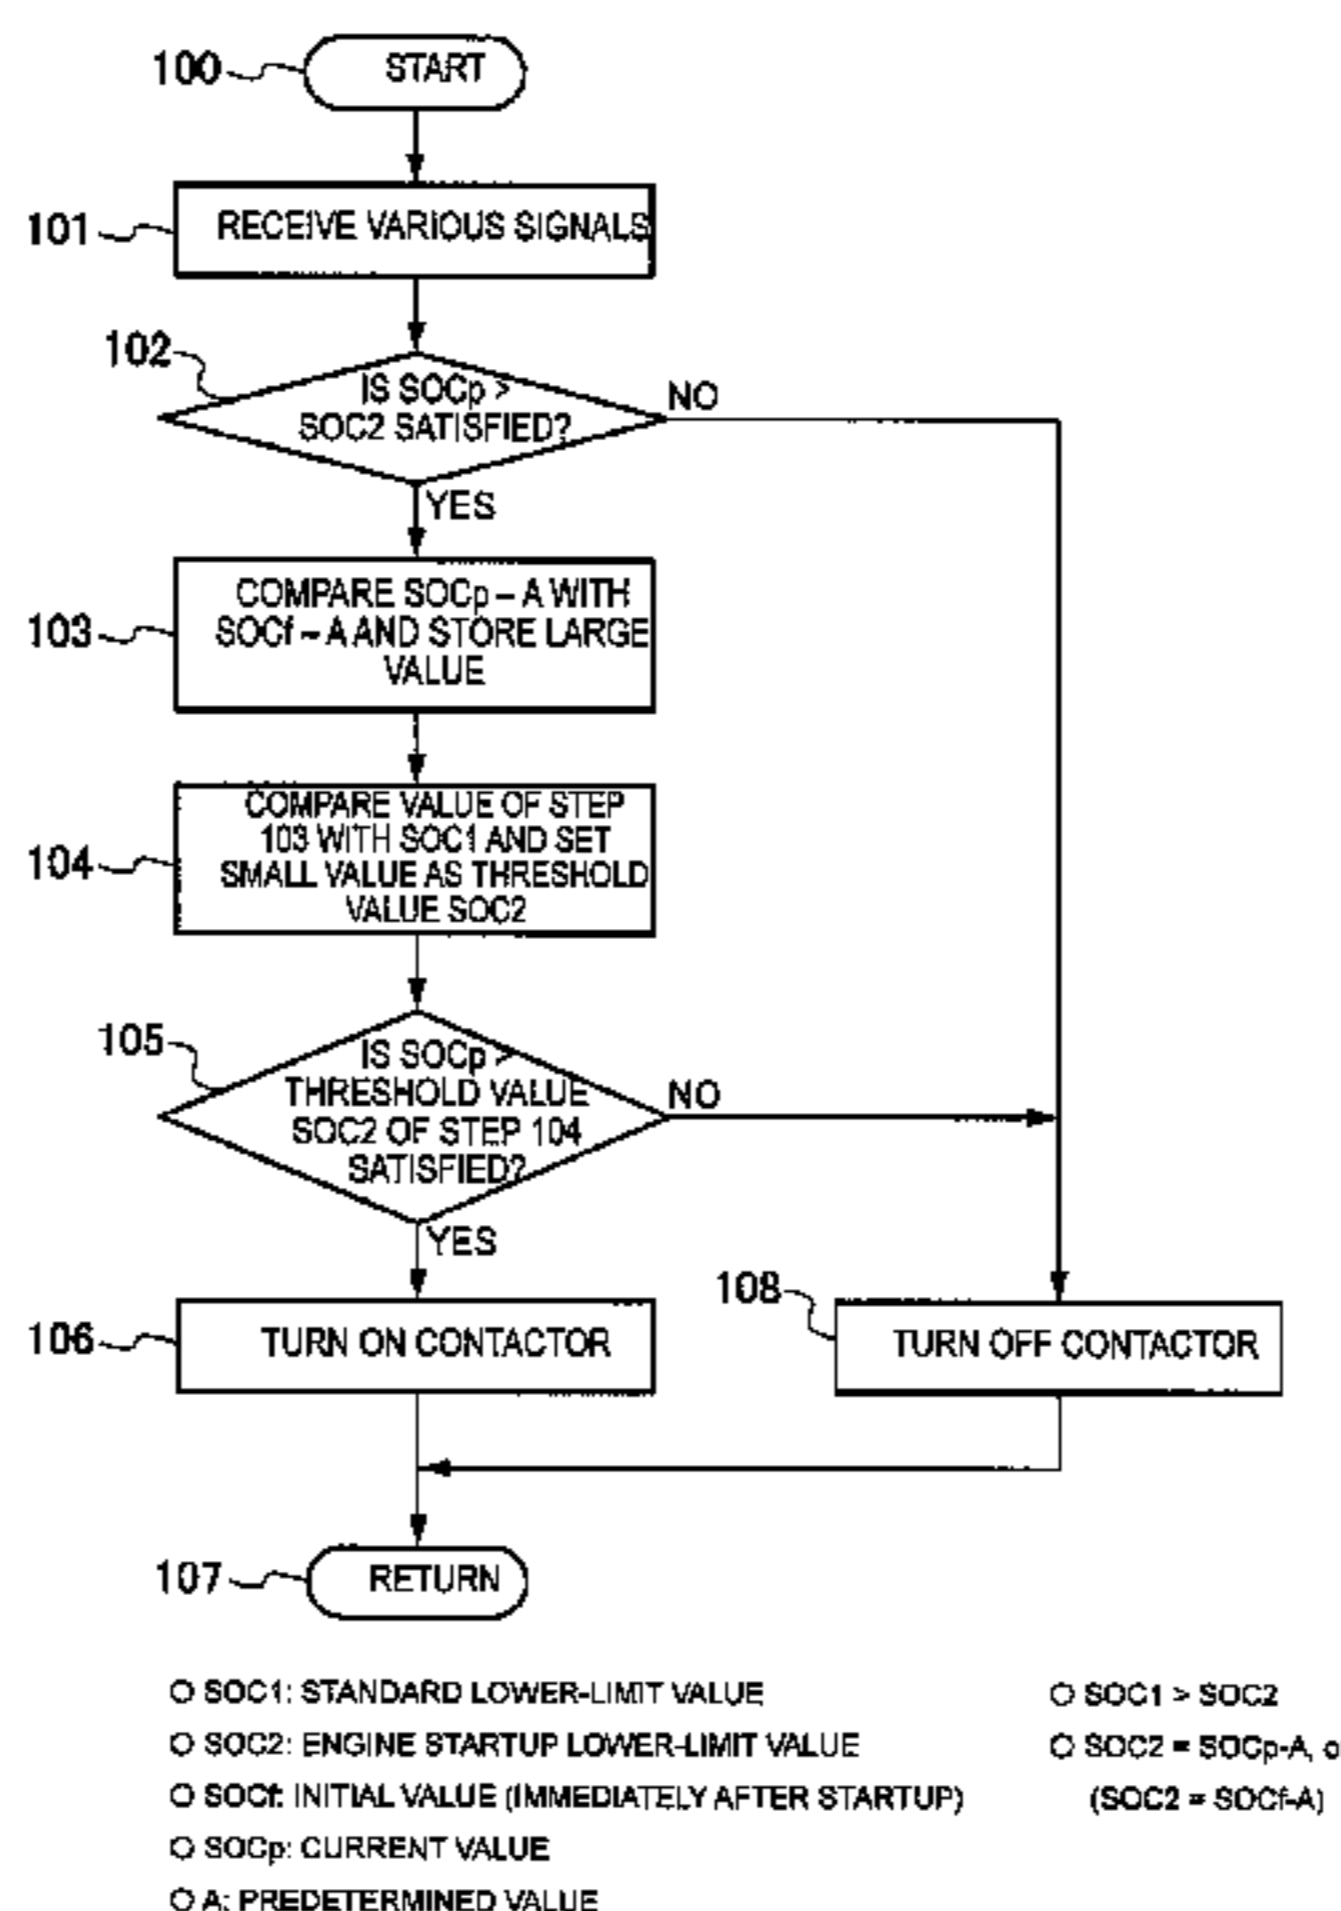 100
START
101
RECEIVE VARIOUS SIGNALS
102
IS SOCp >
SOC2 SATISFIED?
NO
YES
103
COMPARE SOCp – A WITH
SOCf – A AND STORE LARGE
VALUE
104
COMPARE VALUE OF STEP
103 WITH SOC1 AND SET
SMALL VALUE AS THRESHOLD
VALUE SOC2
105
IS SOCp >
THRESHOLD VALUE
SOC2 OF STEP 104
SATISFIED?
NO
YES
106
TURN ON CONTACTOR
108
TURN OFF CONTACTOR
107
RETURN
○ SOC1: STANDARD LOWER-LIMIT VALUE
○ SOC2: ENGINE STARTUP LOWER-LIMIT VALUE
○ SOCf: INITIAL VALUE (IMMEDIATELY AFTER STARTUP)
○ SOCp: CURRENT VALUE
○ A: PREDETERMINED VALUE
○ SOC1 > SOC2
○ SOC2 = SOCp-A, o
(SOC2 = SOCf-A)